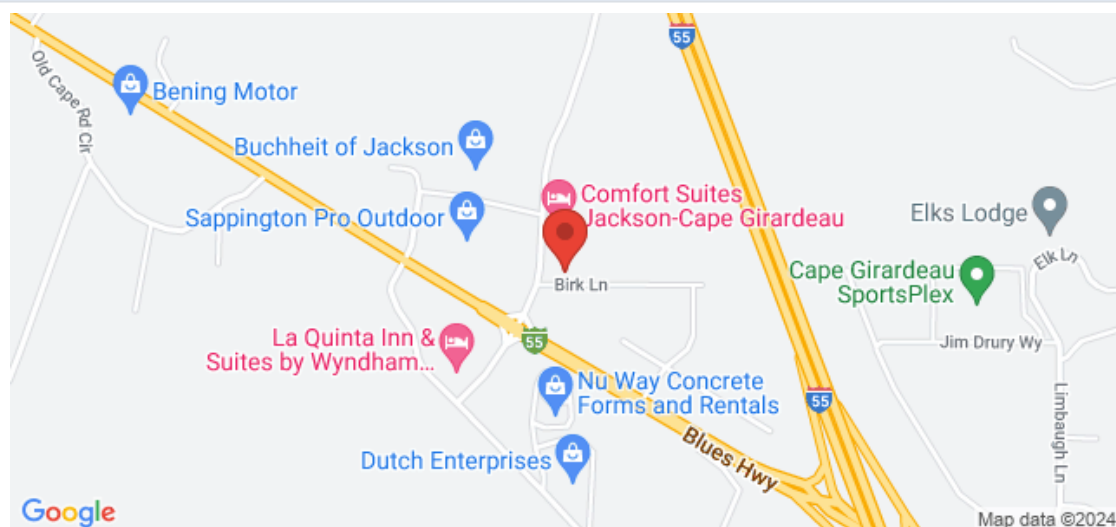 55
Old Cape Rd Cir
Bening Motor
Buchheit of Jackson
Comfort Suites
Jackson-Cape Girardeau
Sappington Pro Outdoor
Elks Lodge
Elk Ln
Cape Girardeau
SportsPlex
Birk Ln
La Quinta Inn &
Suites by Wyndham...
55
Jim Drury Wy
Nu Way Concrete
Forms and Rentals
55
Limbaugh Ln
Blues Hwy
Dutch Enterprises
Google
Map data ©2024